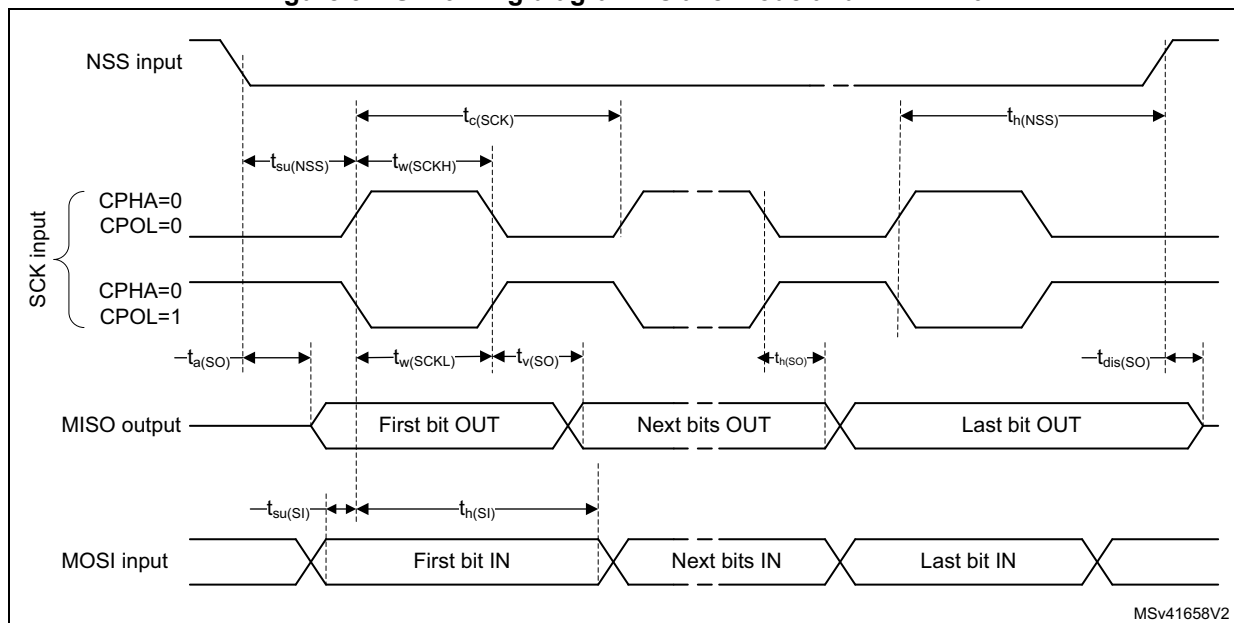 NSS input
tc(SCK)
th(NSS)
tsu(NSS)
tw(SCKH)
SCK input
CPHA=0
CPOL=0
CPHA=0
CPOL=1
ta(SO)
tw(SCKL)
tv(SO)
th(SO)
tdis(SO)
MISO output
First bit OUT
Next bits OUT
Last bit OUT
tsu(SI)
th(SI)
MOSI input
First bit IN
Next bits IN
Last bit IN
MSv41658V2